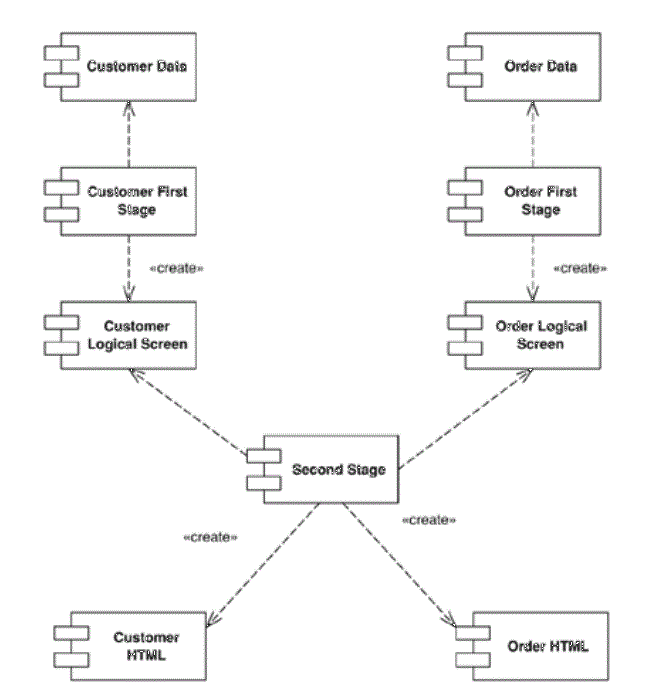 Customer Data
Order Data
Customer First
Stage
Order First
Stage
«create»
«create»
Customer
Logical Screen
Order Logical
Screen
Second Stage
«create»
«create»
Customer
HTML
Order HTML